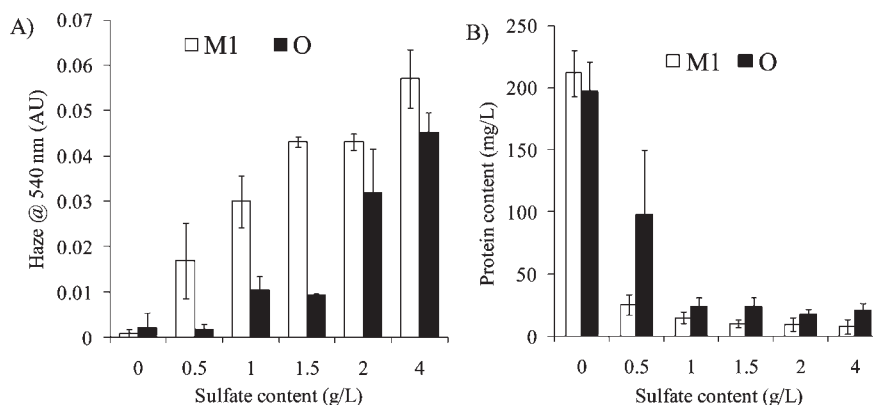 A)
Haze @ 540 nm (AU)
0.07
0.06
0.05
0.04
0.03
0.02
0.01
0
M1 O
0 0.5 1 1.5 2 4
Sulfate content (g/L)
B)
Protein content (mg/L)
250
200
150
100
50
0
M1 O
0 0.5 1 1.5 2 4
Sulfate content (g/L)